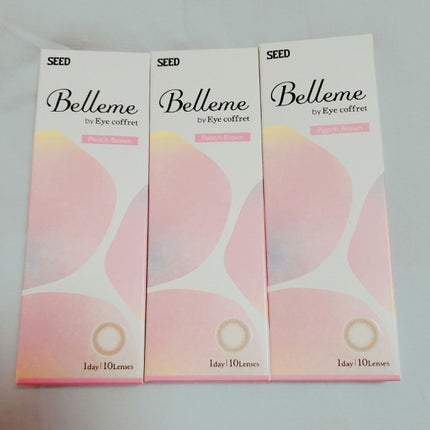 SEED
Belleme
by Eye coffret
Peach Brown
1day | 10Lenses
SEED
Belleme
by Eye coffret
Peach Brown
1day | 10Lenses
SEED
Belleme
by Eye coffret
Peach Brown
1day | 10Lenses